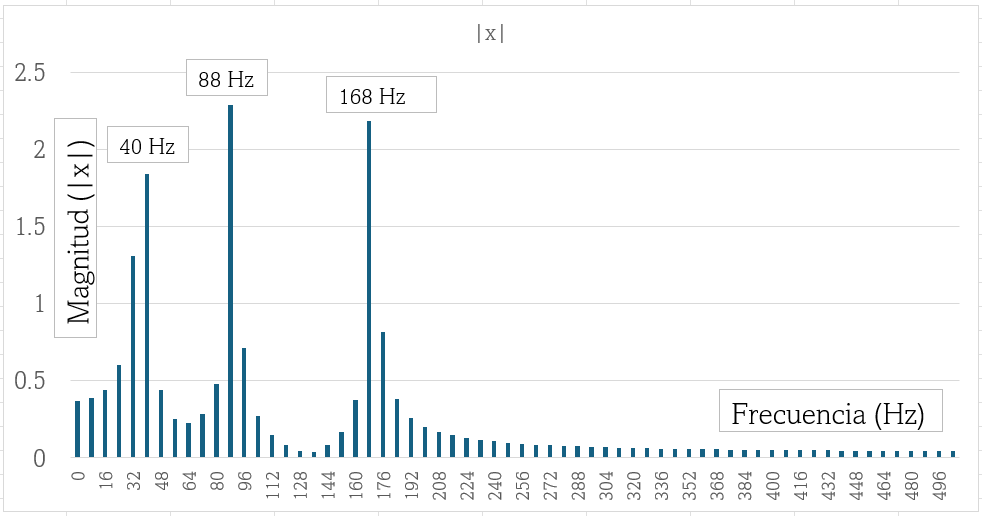 |x|
2.5
2
1.5
1
0.5
0
Magnitud (|x|)
40 Hz
88 Hz
168 Hz
Frecuencia (Hz)
0 16 32 48 64 80 96 112 128 144 160 176 192 208 224 240 256 272 288 304 320 336 352 368 384 400 416 432 448 464 480 496